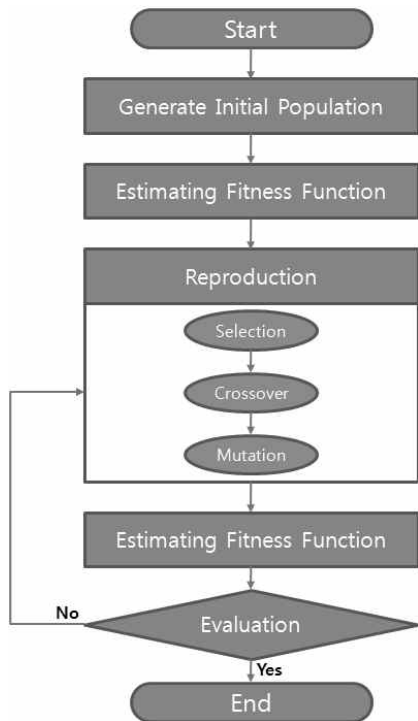 Start
Generate Initial Population
Estimating Fitness Function
Reproduction
Selection
Crossover
Mutation
Estimating Fitness Function
Evaluation
No
Yes
End